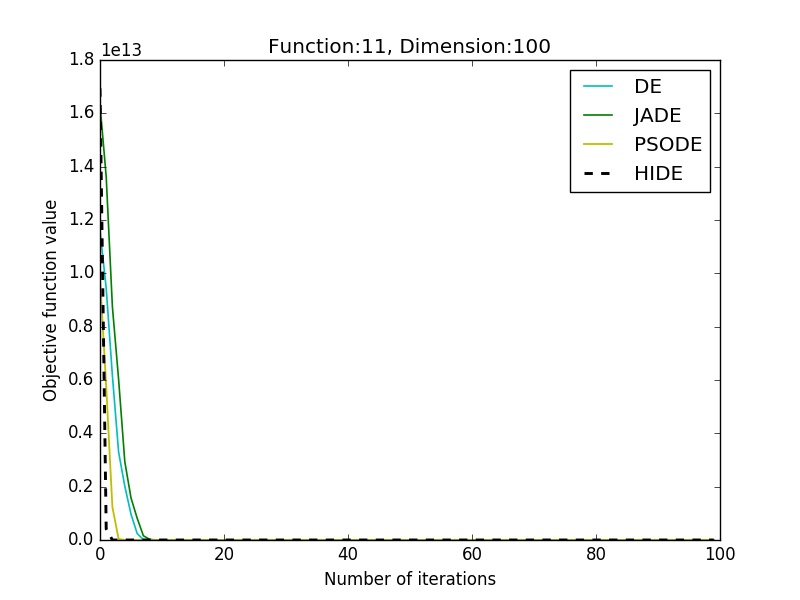 Function:11, Dimension:100
1e13
1.8
1.6
1.4
1.2
1.0
0.8
0.6
0.4
0.2
0.0
Objective function value
DE
JADE
PSODE
HIDE
0 20 40 60 80 100
Number of iterations